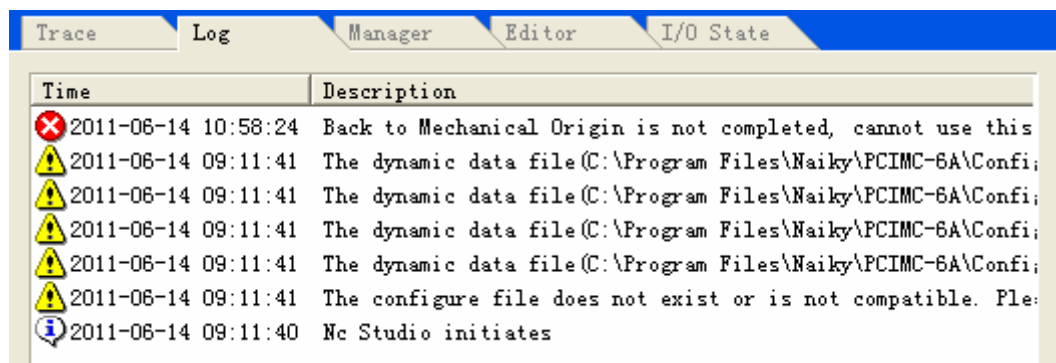 Trace Log Manager Editor I/O State
Time Description
2011-06-14 10:58:24 Back to Mechanical Origin is not completed, cannot use this
2011-06-14 09:11:41 The dynamic data file(C:\Program Files\Naiky\PCIMC-6A\Config
2011-06-14 09:11:41 The dynamic data file(C:\Program Files\Naiky\PCIMC-6A\Config
2011-06-14 09:11:41 The dynamic data file(C:\Program Files\Naiky\PCIMC-6A\Config
2011-06-14 09:11:41 The dynamic data file(C:\Program Files\Naiky\PCIMC-6A\Config
2011-06-14 09:11:41 The configure file does not exist or is not compatible.
2011-06-14 09:11:40 Nc Studio initiates